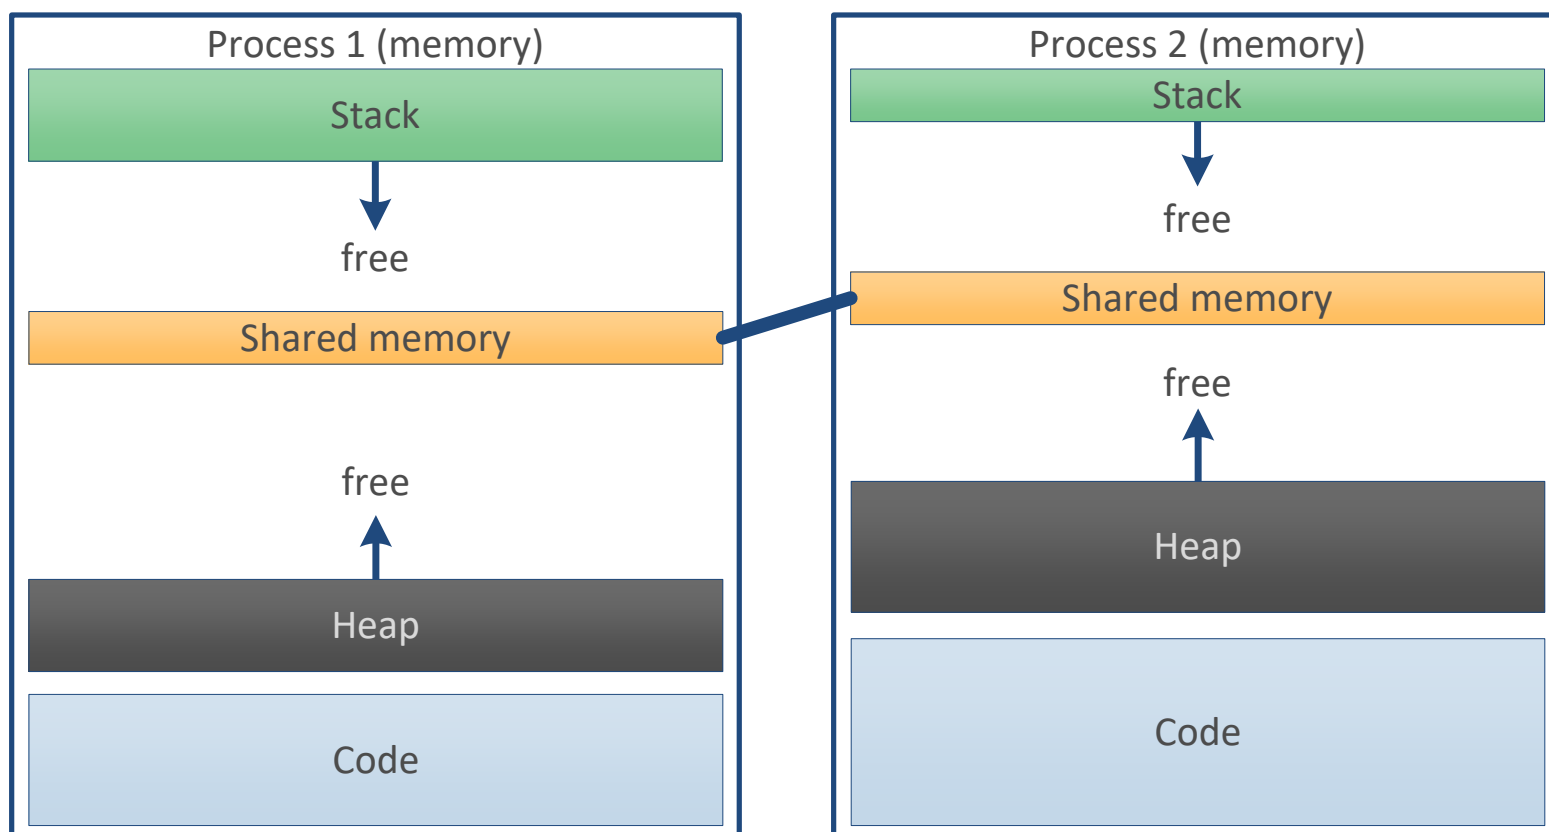 Process 1 (memory)
Stack
free
Shared memory
free
Heap
Code
Process 2 (memory)
Stack
free
Shared memory
free
Heap
Code